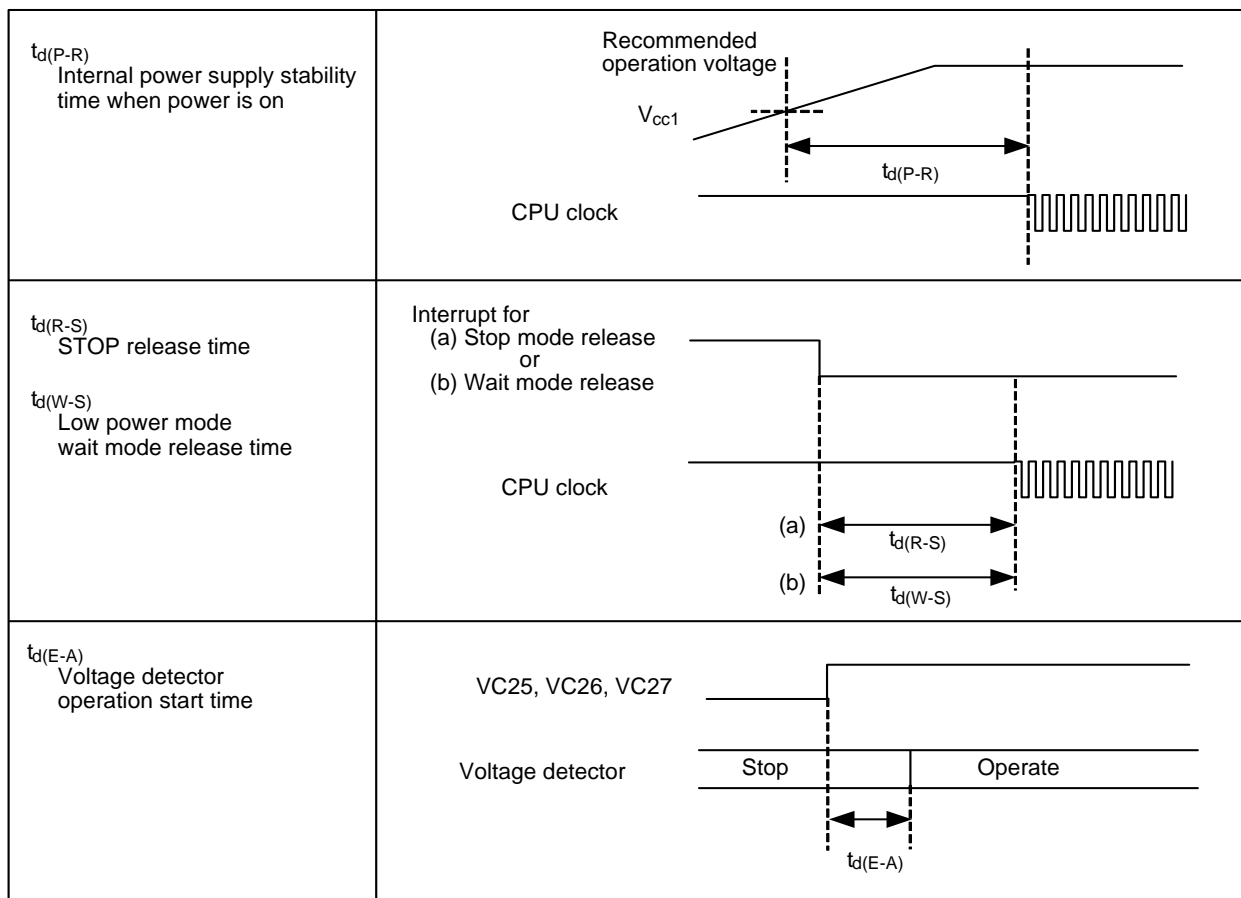 td(P-R)
Internal power supply stability
time when power is on
Recommended
operation voltage
Vcc1
td(P-R)
CPU clock
td(R-S)
STOP release time
td(W-S)
Low power mode
wait mode release time
Interrupt for
(a) Stop mode release
or
(b) Wait mode release
CPU clock
(a)
td(R-S)
(b)
td(W-S)
td(E-A)
Voltage detector
operation start time
VC25, VC26, VC27
Voltage detector
Stop
Operate
td(E-A)